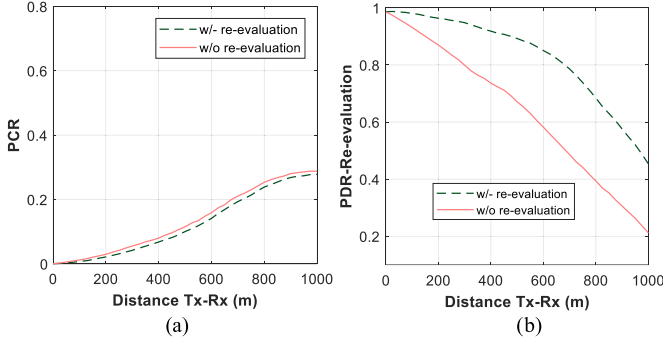 0.8
0.6
0.4
0.2
0
PCR
w/- re-evaluation
w/o re-evaluation
0
200
400
600
800
1000
Distance Tx-Rx (m)
(a)
1
0.8
0.6
0.4
0.2
PDR-Re-evaluation
w/- re-evaluation
w/o re-evaluation
0
200
400
600
800
1000
Distance Tx-Rx (m)
(b)